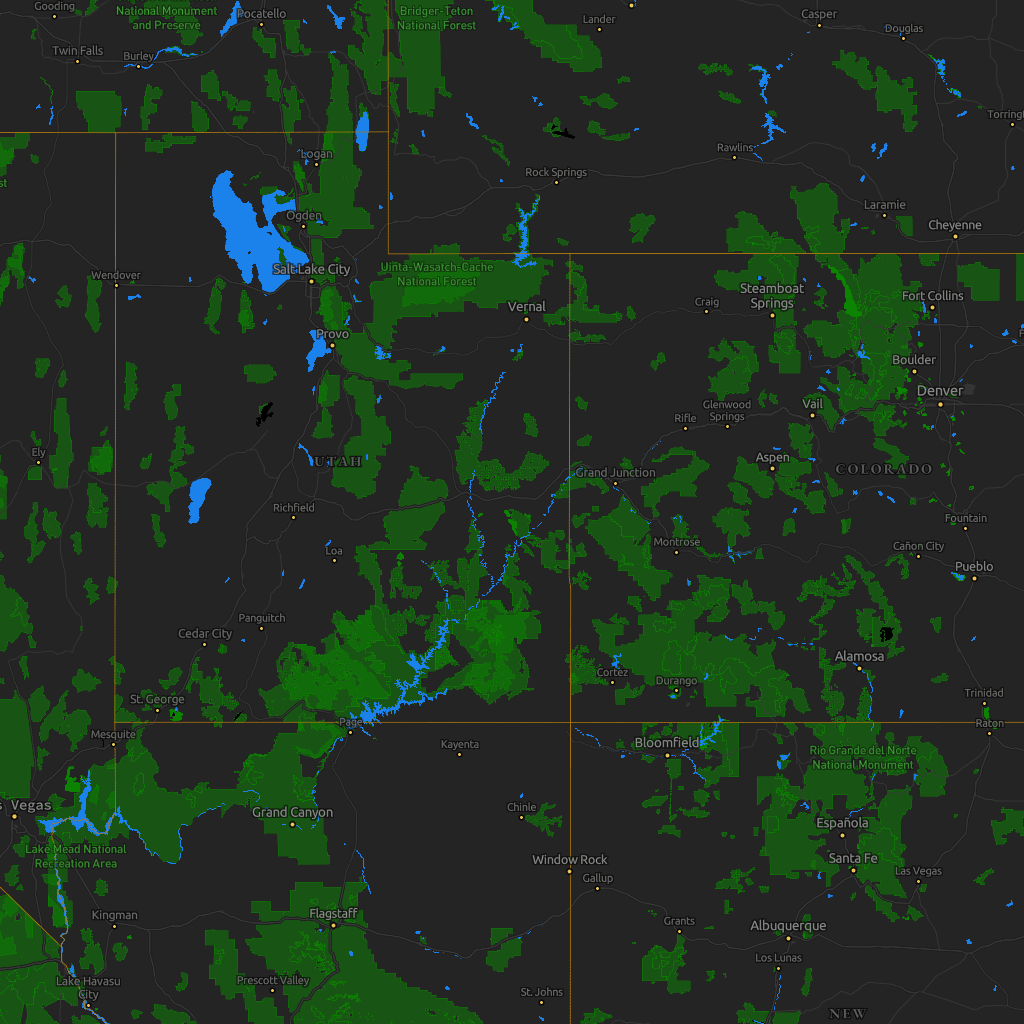 Gooding
National Monument
and Preserve
Pocatello
Bridger-Teton
National Forest
Lander
Casper
Douglas
Twin Falls
Burley
Torringt
Logan
Rock Springs
Rawlins
st
Ogden
Laramie
Cheyenne
Wendover
Salt Lake City
Uinta-Wasatch-Cache
National Forest
Vernal
Craig
Steamboat
Springs
Fort Collins
Provo
F
Boulder
Denver
Glenwood
Springs
Vail
Rifle
Ely
UTAH
Grand Junction
Aspen
COLORADO
Richfield
Fountain
Loa
Montrose
Cañon City
Pueblo
Panguitch
Cedar City
Alamosa
Cortez
Durango
St. George
Trinidad
Page
Raton
Mesquite
Kayenta
Bloomfield
Rio Grande del Norte
National Monument
s Vegas
Grand Canyon
Chinle
Española
Lake Mead National
Recreation Area
Window Rock
Santa Fe
Gallup
Las Vegas
Kingman
Flagstaff
Grants
Albuquerque
Los Lunas
Lake Havasu
City
Prescott Valley
St. Johns
NEW